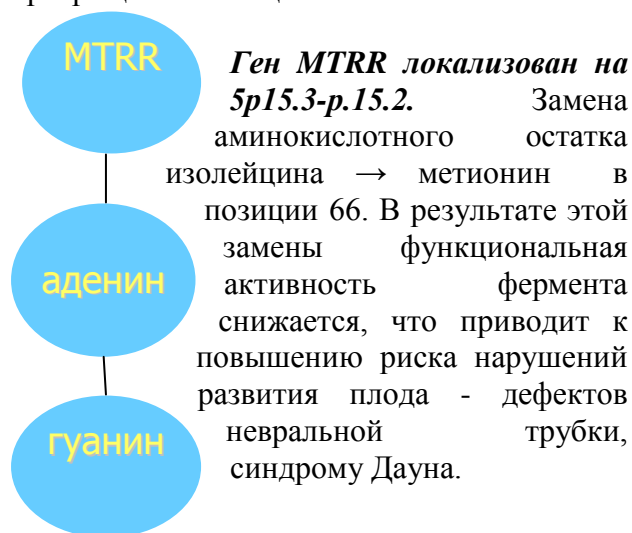 MTRR
Ген MTRR локализован на
5p15.3-p.15.2. Замена
аминокислотного остатка
изолейцина → метионин в
позиции 66. В результате этой
замены функциональная
аденин
активность фермента
снижается, что приводит к
повышению риска нарушений
развития плода - дефектов
гуанин
невральной трубки,
синдрому Дауна.